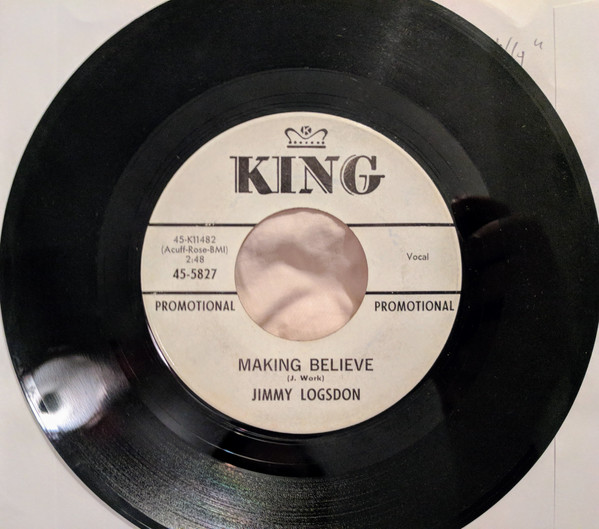 K
KING
45-K11482
(Acuff-Rose-BMI)
2:48
45-5827
Vocal
PROMOTIONAL PROMOTIONAL
MAKING BELIEVE
(J. Work)
JIMMY LOGSDON